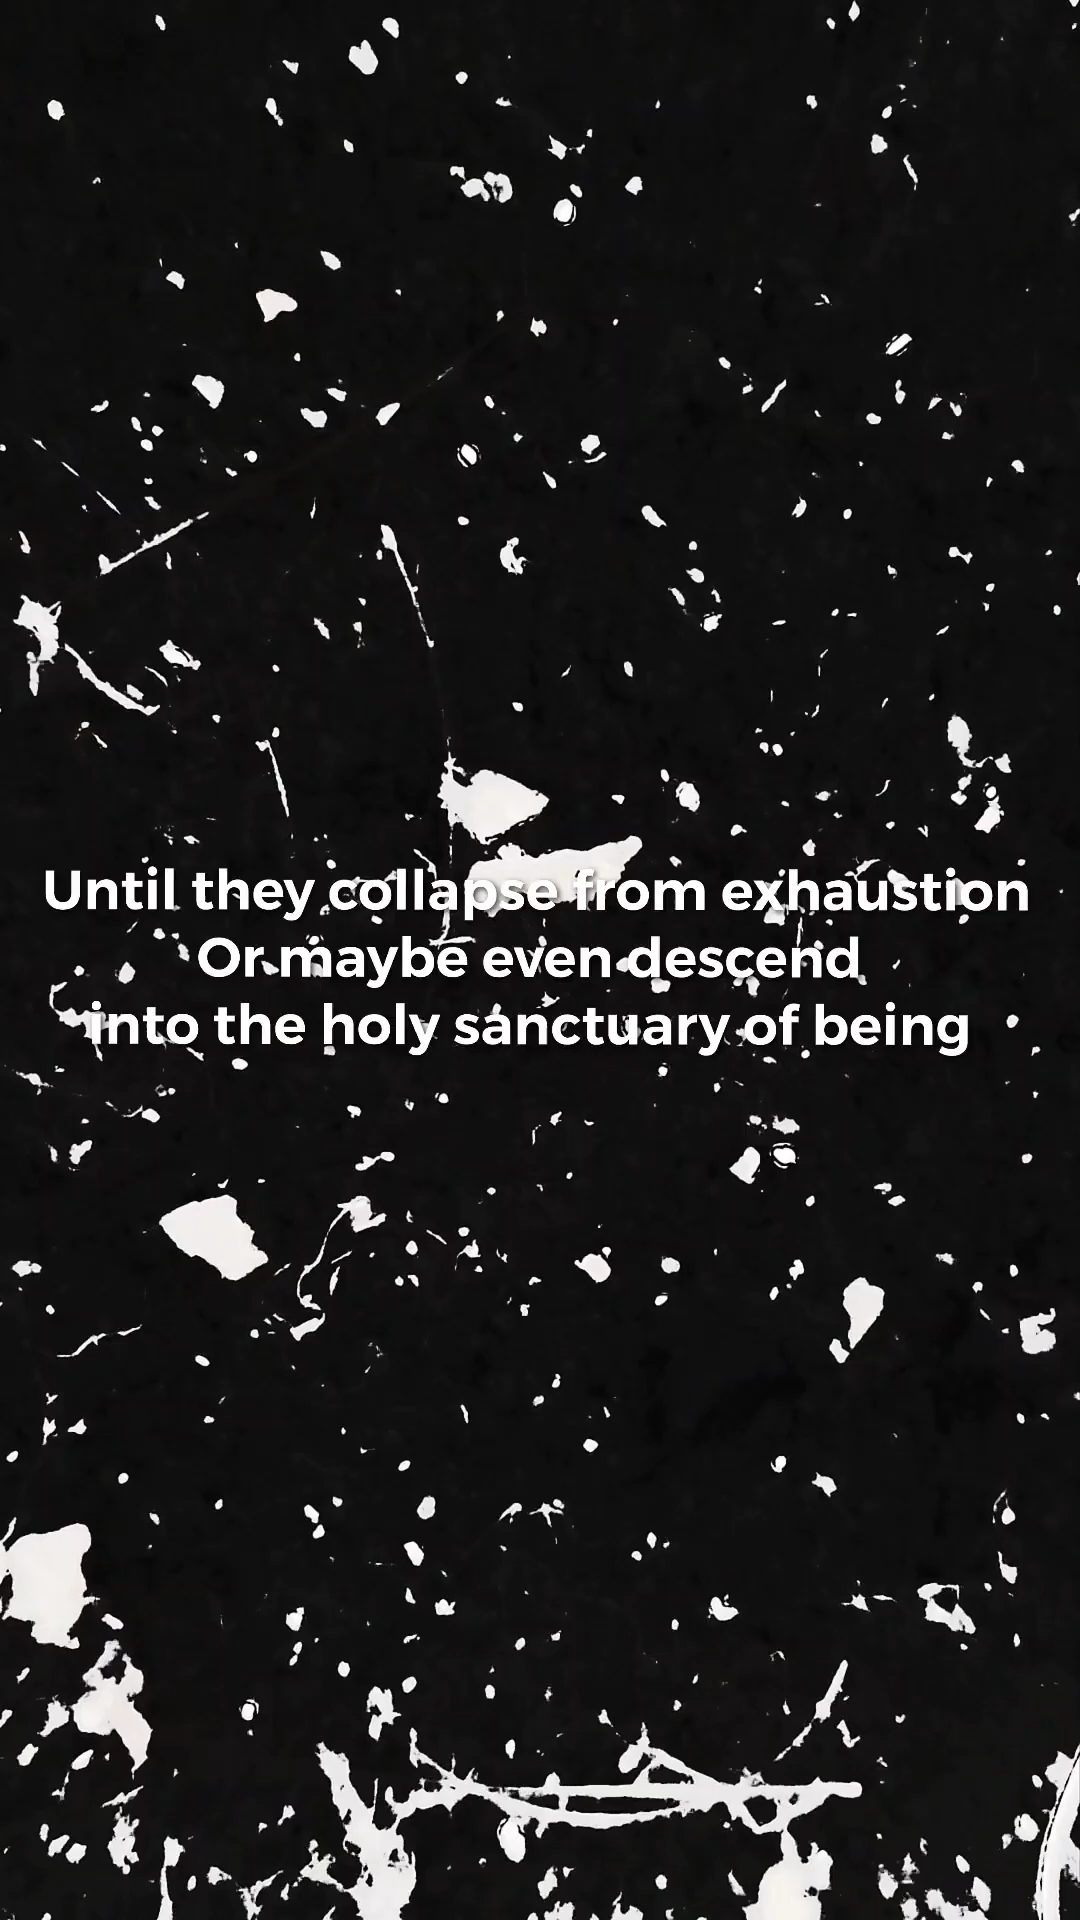 Until they collapse from exhaustion
Or maybe even descend
into the holy sanctuary of being